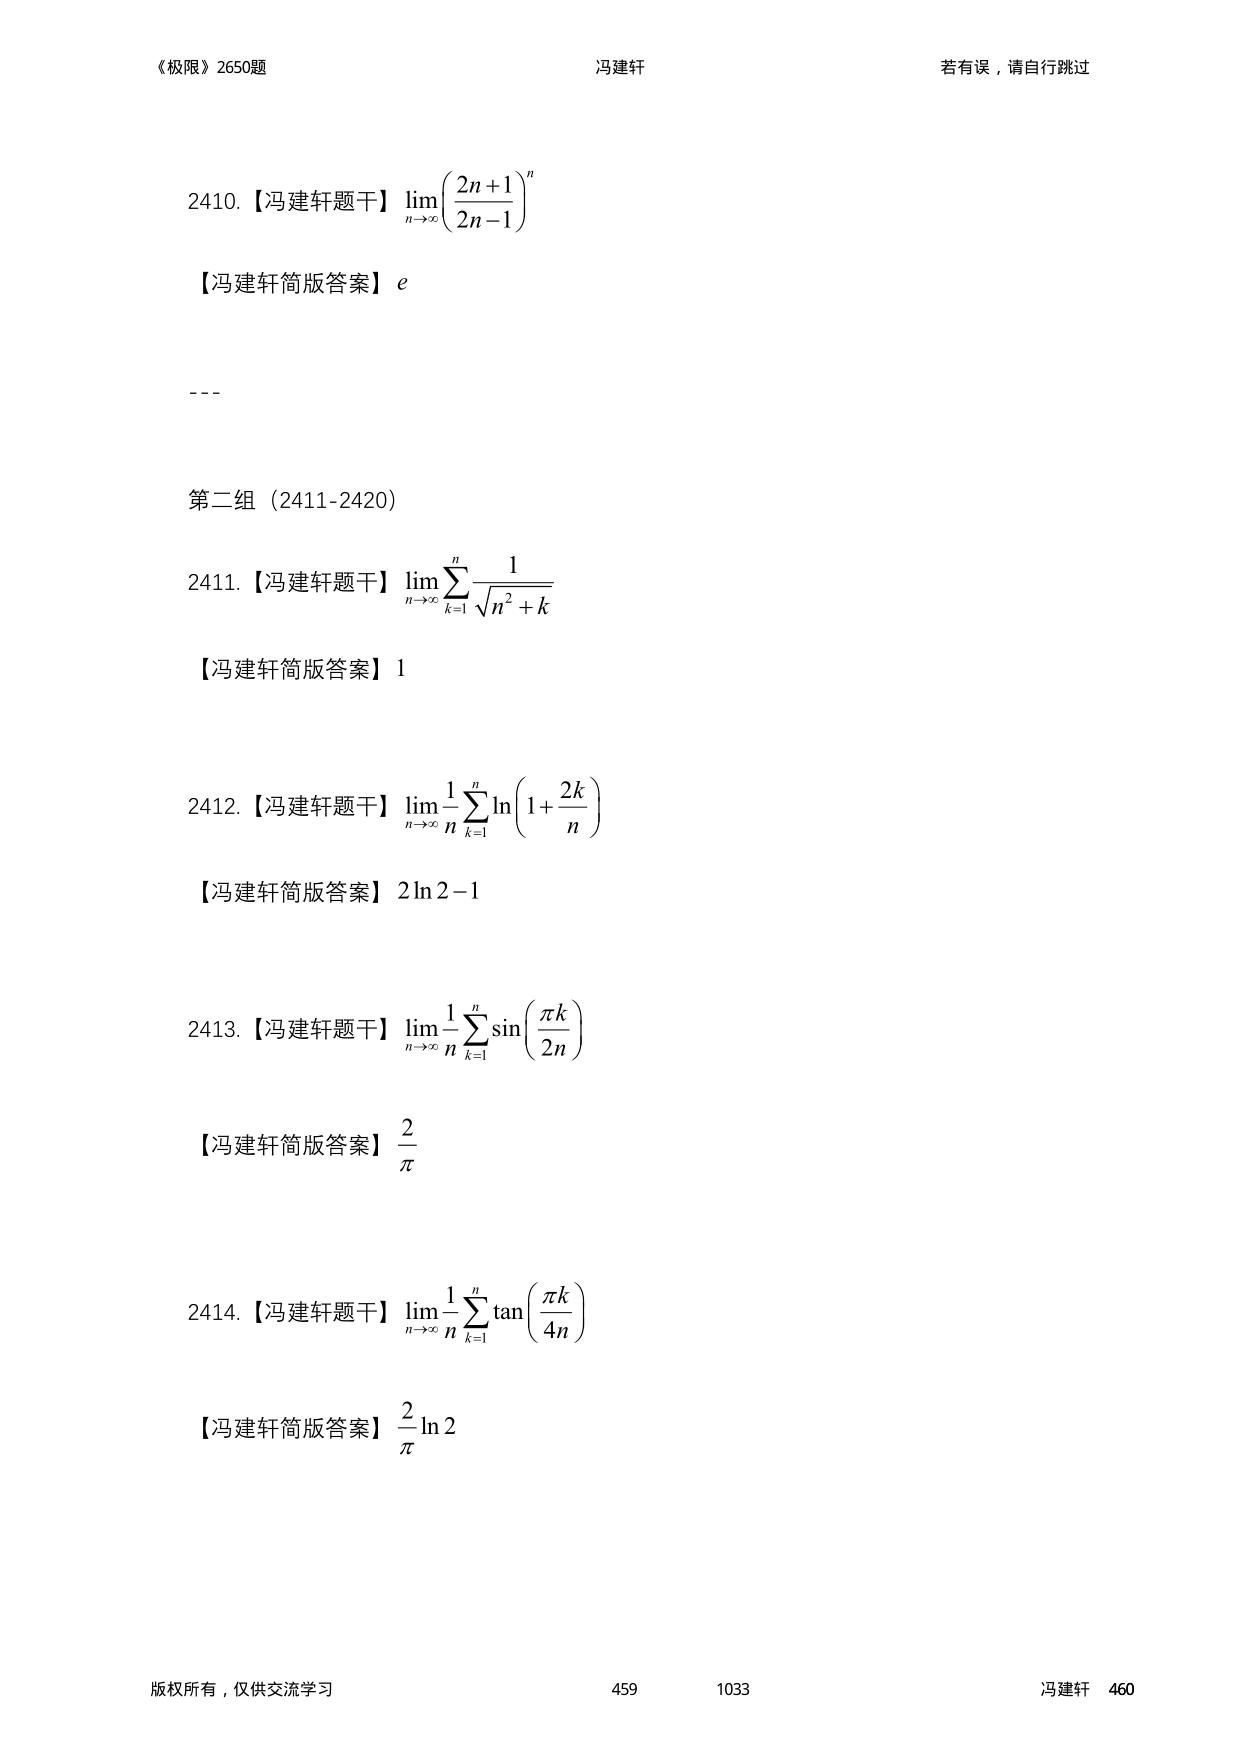 《极限》2650题 冯建轩 若有误，请自行跳过
2410.【冯建轩题干】 $\lim_{n\to\infty}\left(\frac{2n+1}{2n-1}\right)^n$
【冯建轩简版答案】 $e$
---
第二组（2411-2420）
2411.【冯建轩题干】 $\lim_{n\to\infty}\sum_{k=1}^{n}\frac{1}{\sqrt{n^2+k}}$
【冯建轩简版答案】 $1$
2412.【冯建轩题干】 $\lim_{n\to\infty}\frac{1}{n}\sum_{k=1}^{n}\ln\left(1+\frac{2k}{n}\right)$
【冯建轩简版答案】 $2\ln 2-1$
2413.【冯建轩题干】 $\lim_{n\to\infty}\frac{1}{n}\sum_{k=1}^{n}\sin\left(\frac{\pi k}{2n}\right)$
【冯建轩简版答案】 $\frac{2}{\pi}$
2414.【冯建轩题干】 $\lim_{n\to\infty}\frac{1}{n}\sum_{k=1}^{n}\tan\left(\frac{\pi k}{4n}\right)$
【冯建轩简版答案】 $\frac{2}{\pi}\ln 2$
版权所有，仅供交流学习 459 1033 冯建轩 460